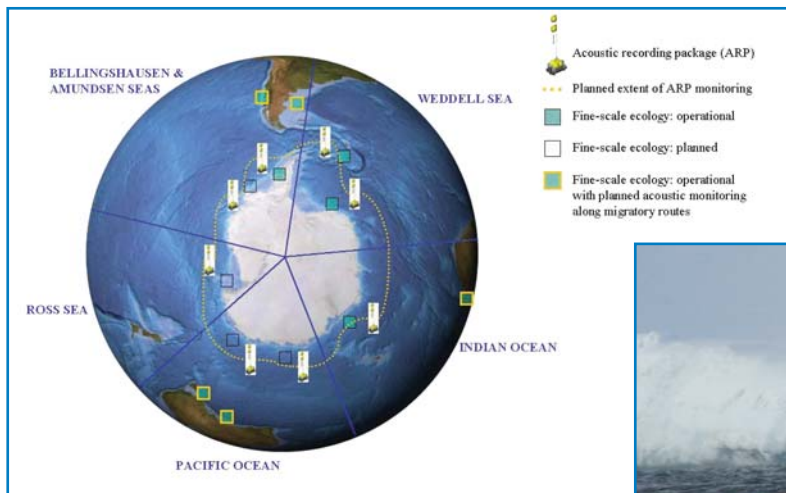 BELLINGSHAUSEN &
AMUNDSEN SEAS
WEDDELL SEA
ROSS SEA
INDIAN OCEAN
PACIFIC OCEAN
Acoustic recording package (ARP)
Planned extent of ARP monitoring
Fine-scale ecology: operational
Fine-scale ecology: planned
Fine-scale ecology: operational
with planned acoustic monitoring
along migratory routes